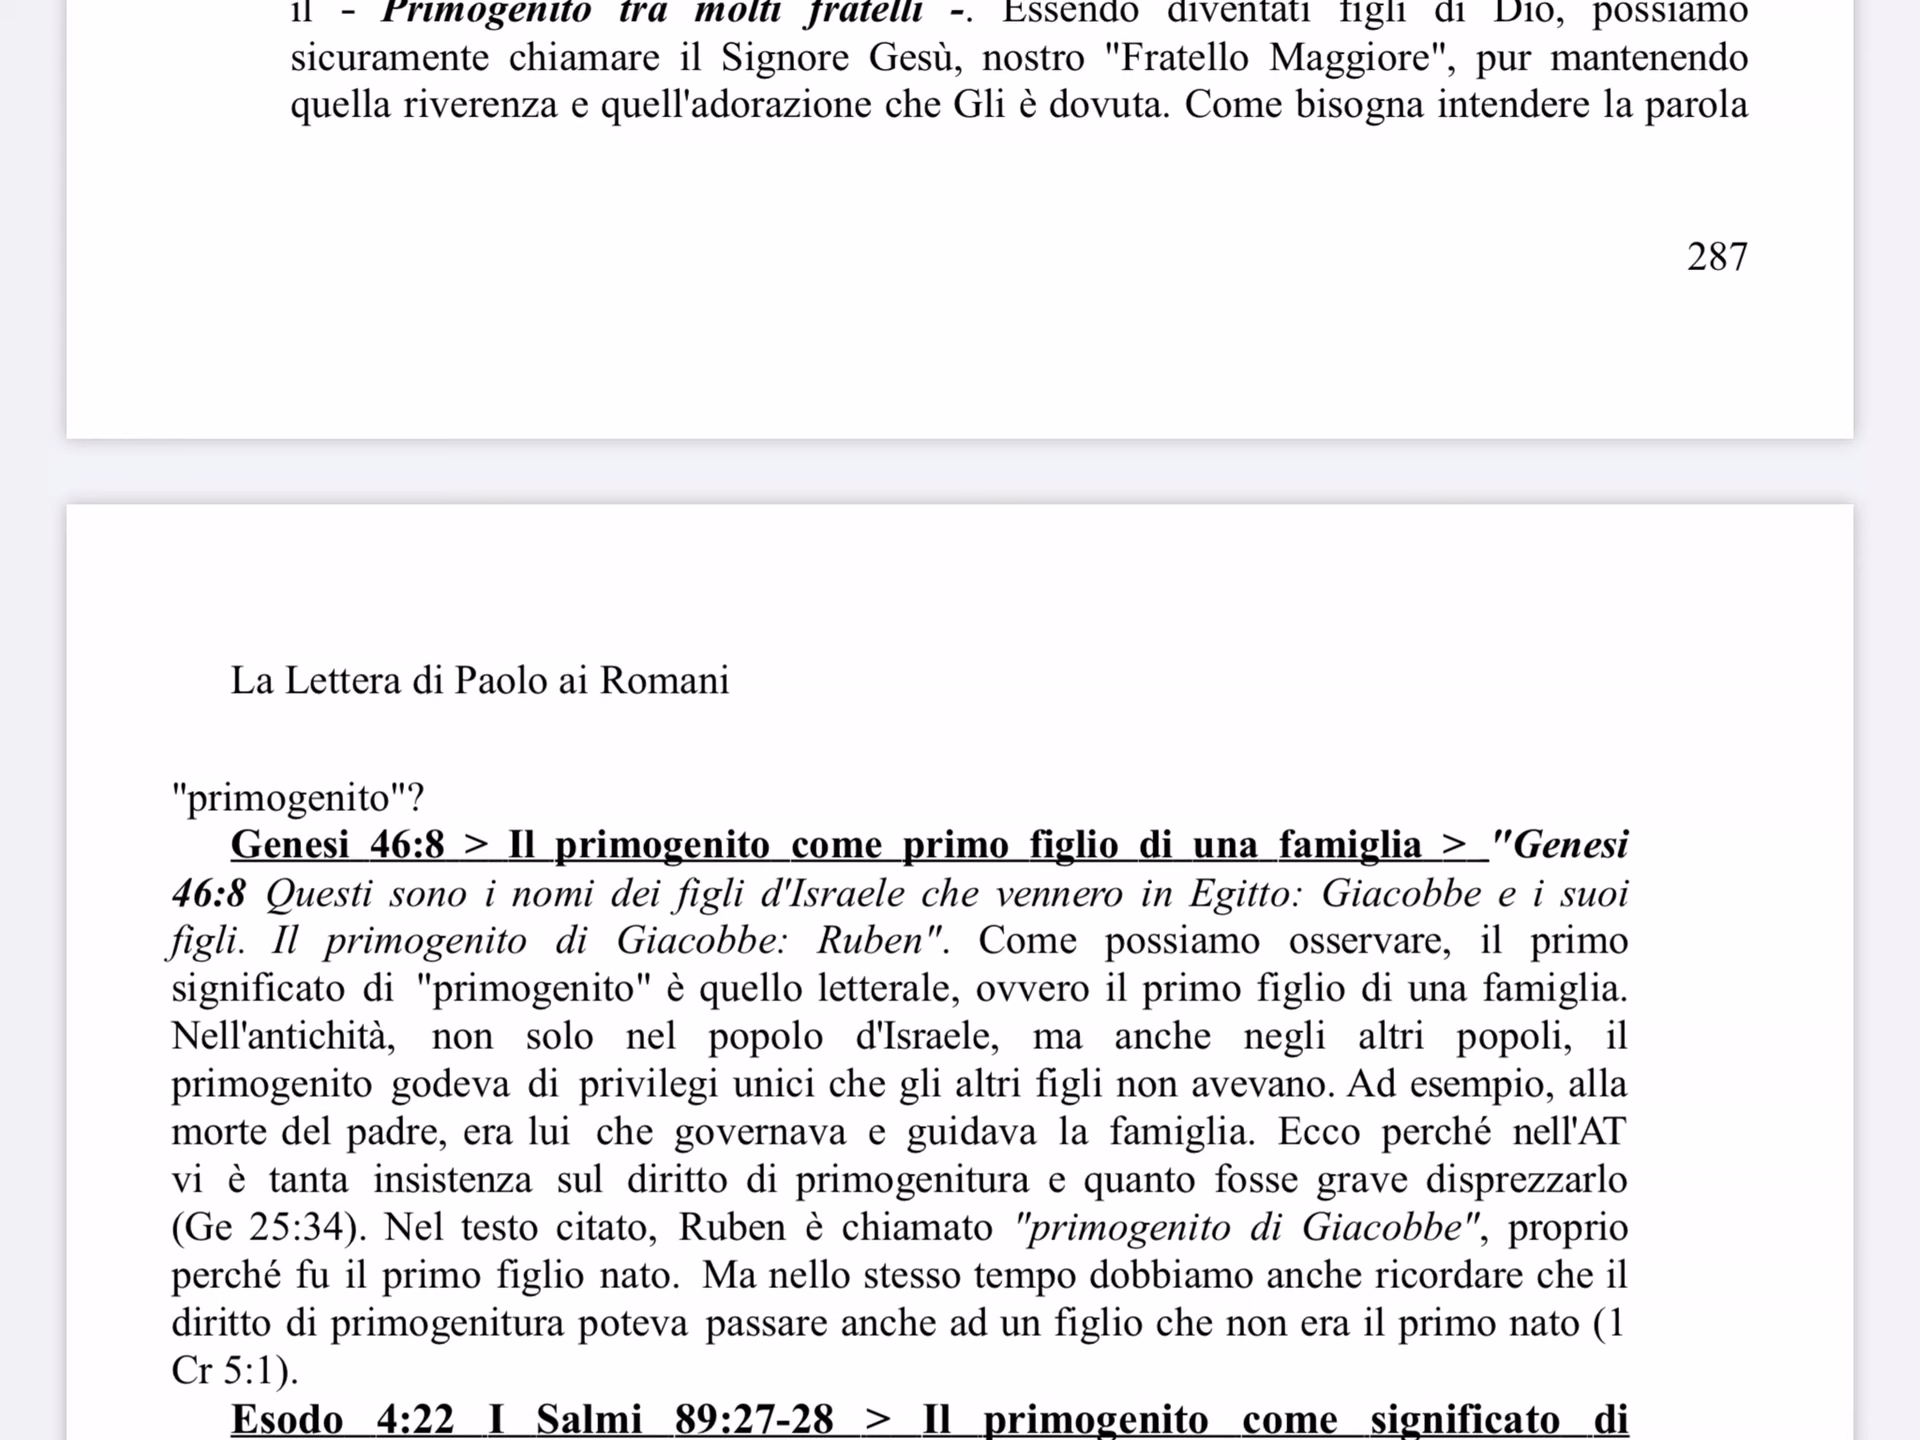 il - Primogenito tra molti fratelli -. Essendo diventati figli di Dio, possiamo
sicuramente chiamare il Signore Gesù, nostro "Fratello Maggiore", pur mantenendo
quella riverenza e quell'adorazione che Gli è dovuta. Come bisogna intendere la parola
287
La Lettera di Paolo ai Romani
"primogenito"?
Genesi 46:8 > Il primogenito come primo figlio di una famiglia > "Genesi
46:8 Questi sono i nomi dei figli d'Israele che vennero in Egitto: Giacobbe e i suoi
figli. Il primogenito di Giacobbe: Ruben". Come possiamo osservare, il primo
significato di "primogenito" è quello letterale, ovvero il primo figlio di una famiglia.
Nell'antichità, non solo nel popolo d'Israele, ma anche negli altri popoli, il
primogenito godeva di privilegi unici che gli altri figli non avevano. Ad esempio, alla
morte del padre, era lui che governava e guidava la famiglia. Ecco perché nell'AT
vi è tanta insistenza sul diritto di primogenitura e quanto fosse grave disprezzarlo
(Ge 25:34). Nel testo citato, Ruben è chiamato "primogenito di Giacobbe", proprio
perché fu il primo figlio nato. Ma nello stesso tempo dobbiamo anche ricordare che il
diritto di primogenitura poteva passare anche ad un figlio che non era il primo nato (1
Cr 5:1).
Esodo 4:22 I Salmi 89:27-28 > Il primogenito come significato di